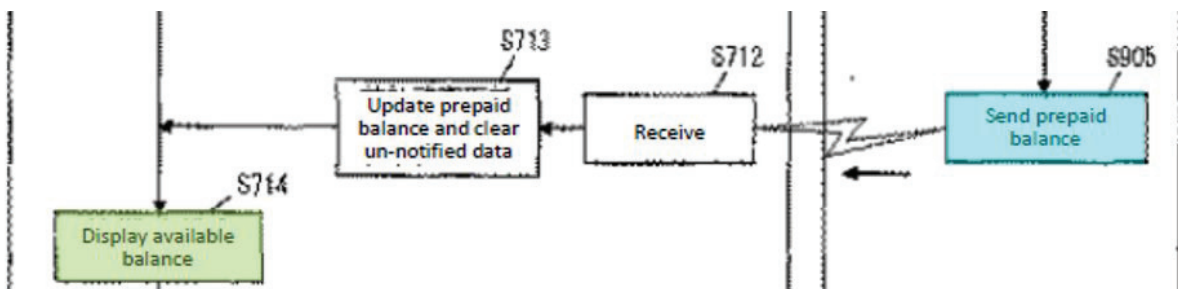 S713
S712
S905
Update prepaid
balance and clear
un-notified data
Receive
Send prepaid
balance
S714
Display available
balance